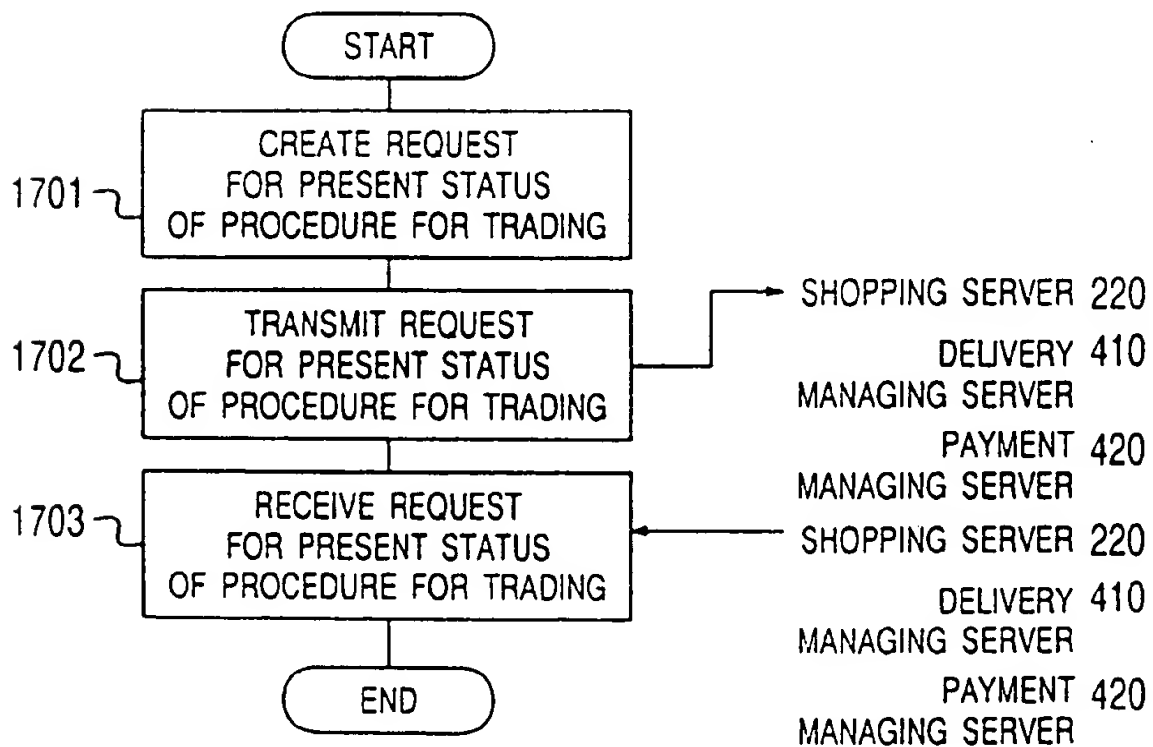 START
CREATE REQUEST
FOR PRESENT STATUS
OF PROCEDURE FOR TRADING
1701
TRANSMIT REQUEST
FOR PRESENT STATUS
OF PROCEDURE FOR TRADING
1702
SHOPPING SERVER 220
DELIVERY 410
MANAGING SERVER
PAYMENT 420
MANAGING SERVER
RECEIVE REQUEST
FOR PRESENT STATUS
OF PROCEDURE FOR TRADING
1703
SHOPPING SERVER 220
DELIVERY 410
MANAGING SERVER
PAYMENT 420
MANAGING SERVER
END